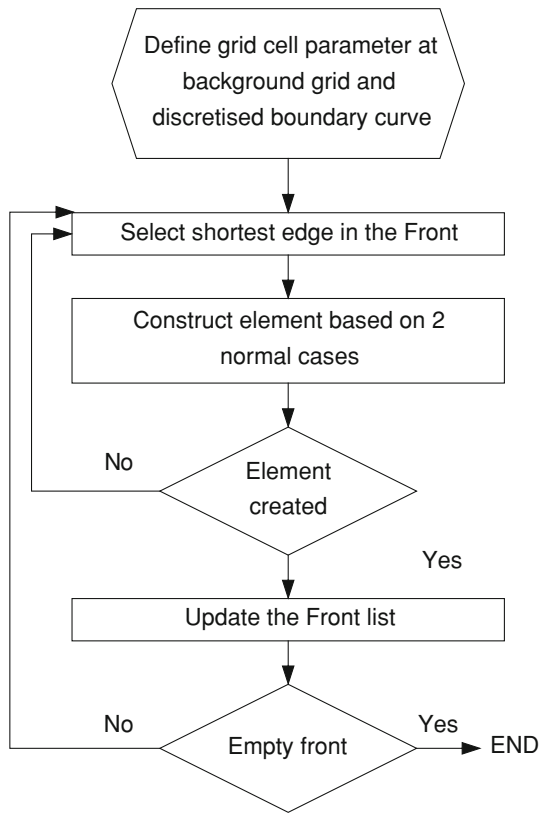 Define grid cell parameter at
background grid and
discretised boundary curve
Select shortest edge in the Front
Construct element based on 2
normal cases
No
Element
created
Yes
Update the Front list
No
Empty front
Yes
END